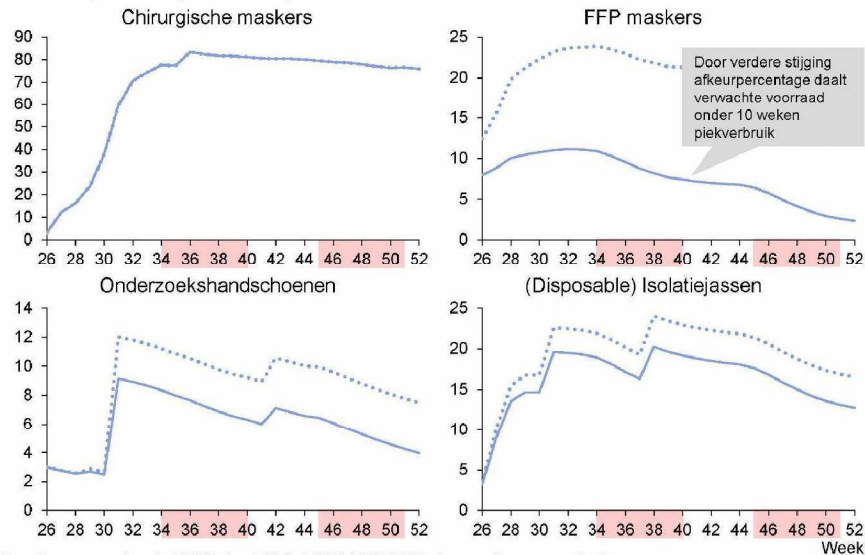 Chirurgische maskers
90
80
70
60
50
40
30
20
10
0
26 28 30 32 34 36 38 40 42 44 46 48 50 52
FFP maskers
25
20
15
10
5
0
Door verdere stijging
afkeurpercentage daalt
verwachte voorraad
onder 10 weken
piekverbruik
26 28 30 32 34 36 38 40 42 44 46 48 50 52
Onderzoekshandschoenen
14
12
10
8
6
4
2
0
26 28 30 32 34 36 38 40 42 44 46 48 50 52
(Disposable) Isolatiejassen
25
20
15
10
5
0
26 28 30 32 34 36 38 40 42 44 46 48 50 52
Week